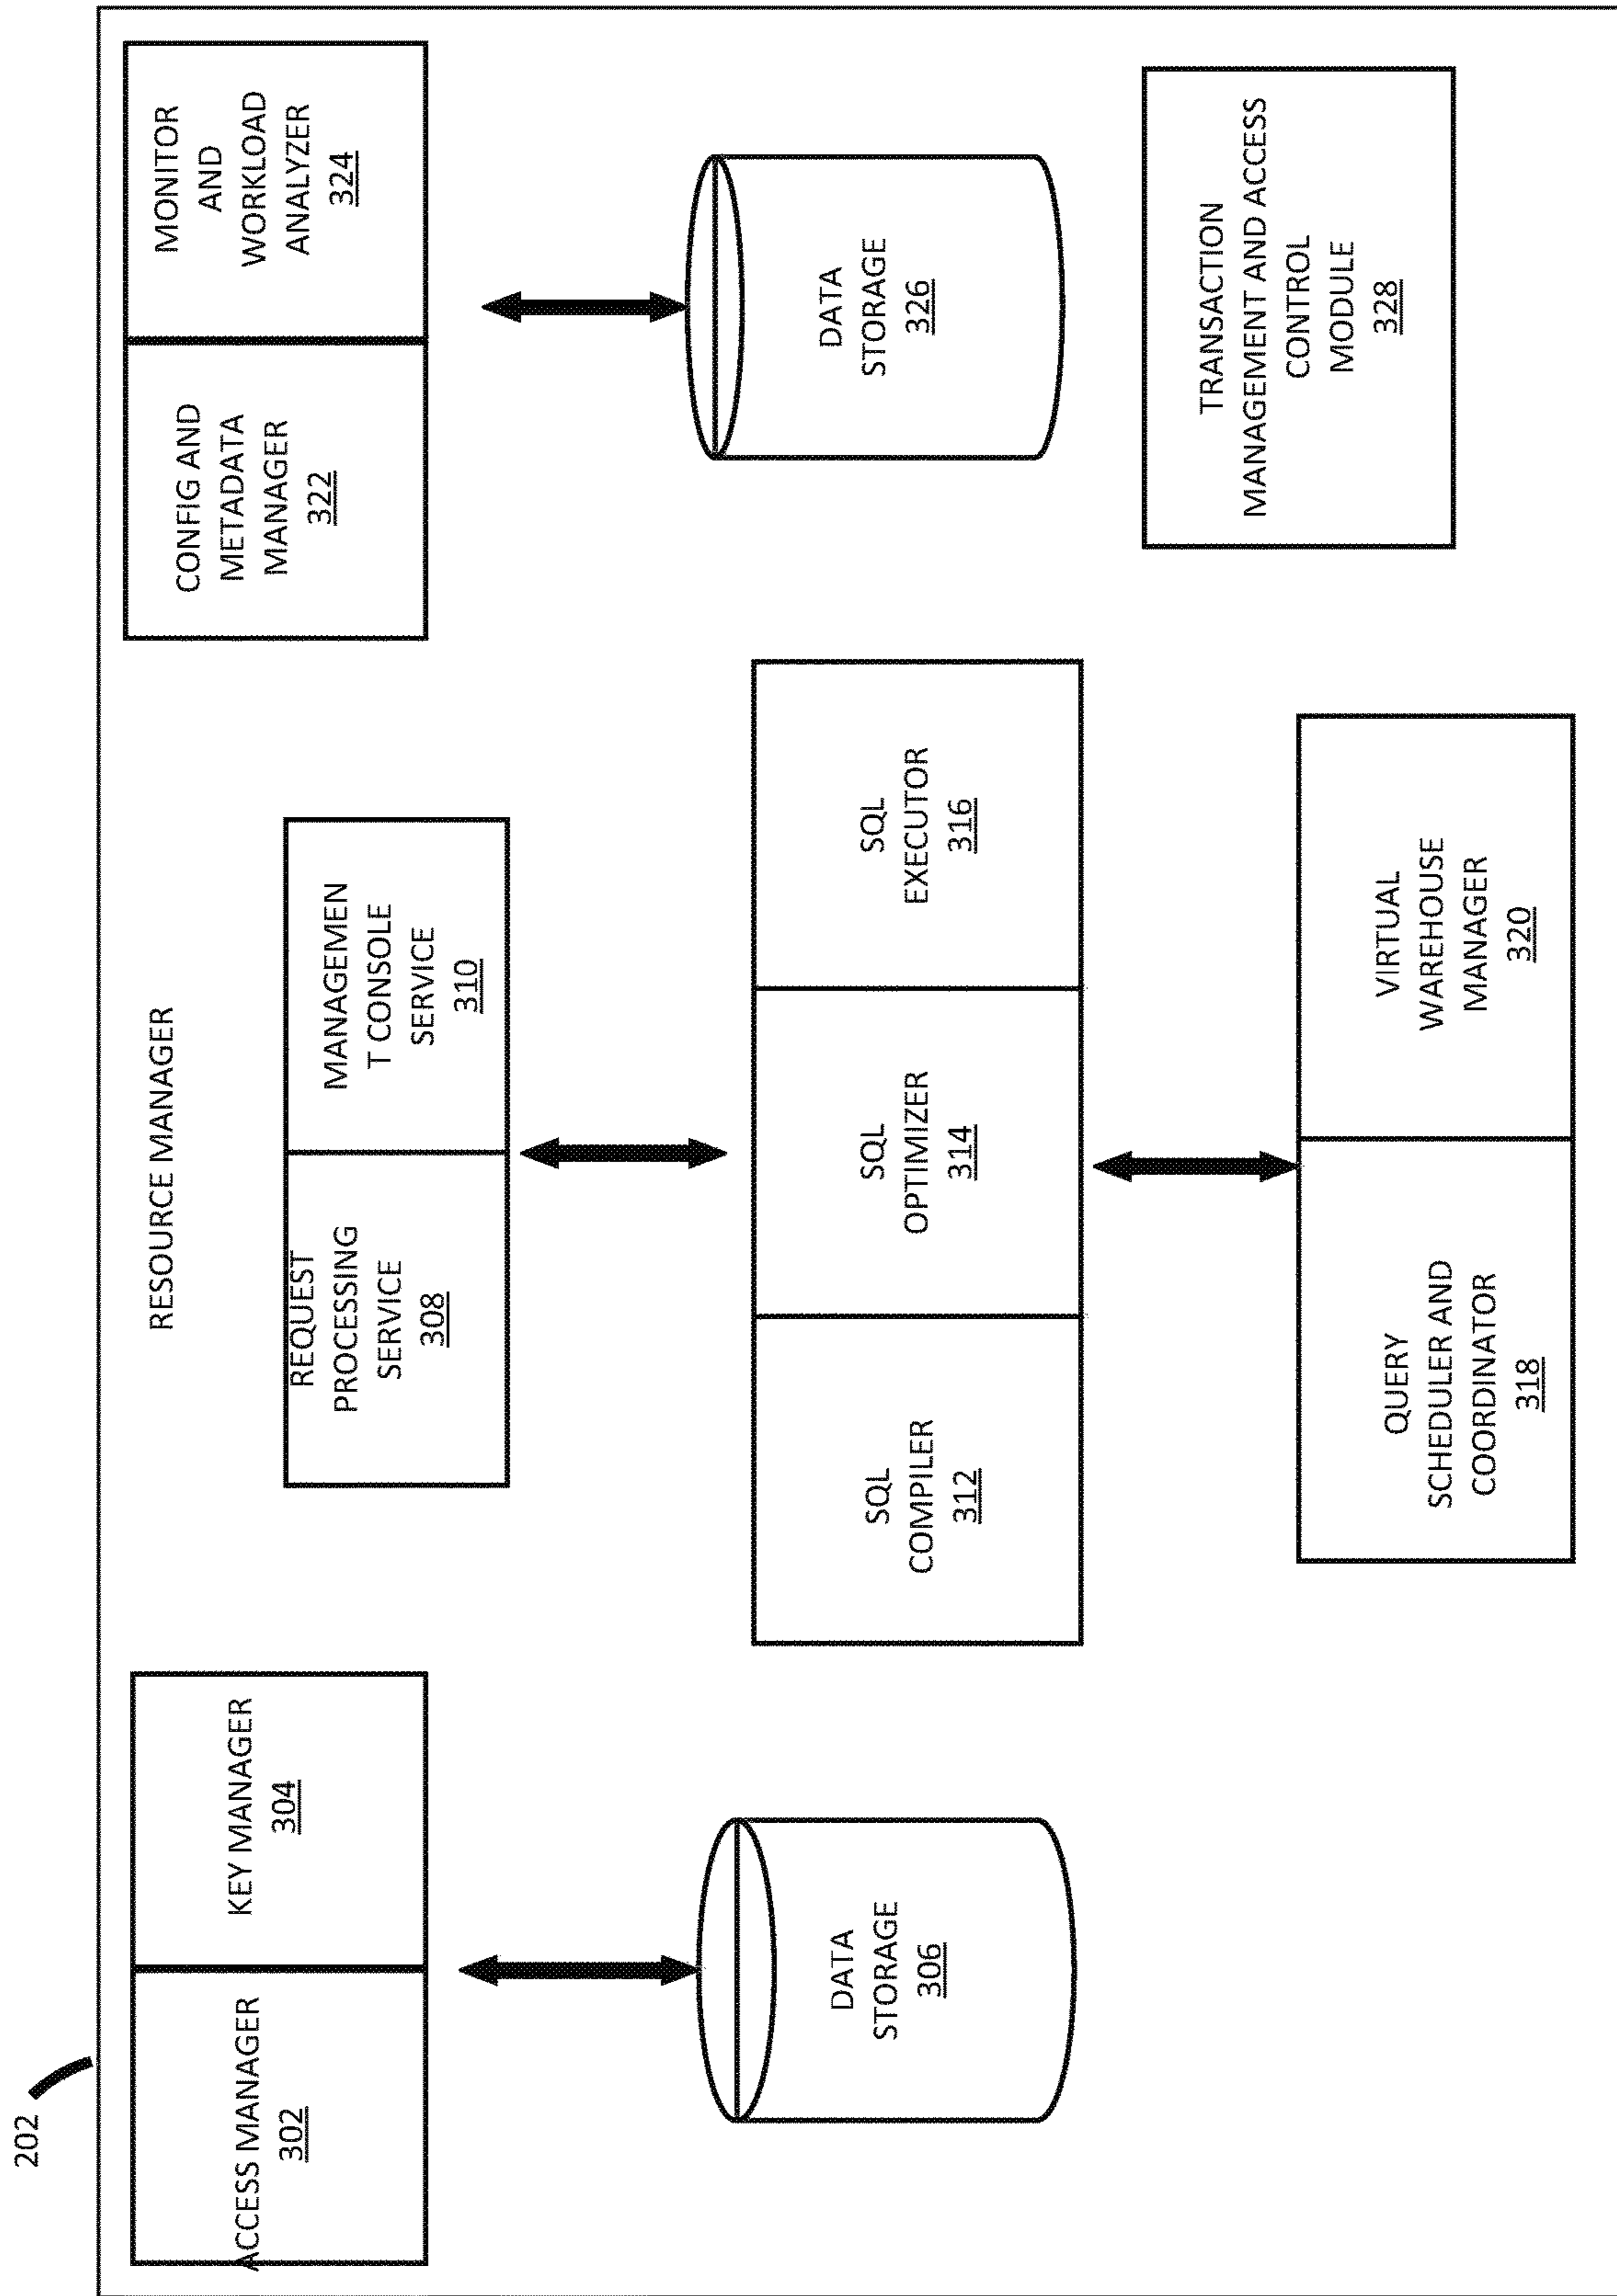 202
RESOURCE MANAGER
ACCESS MANAGER
302
KEY MANAGER
304
DATA
STORAGE
306
REQUEST
PROCESSING
SERVICE
308
MANAGEMEN
T CONSOLE
SERVICE
310
SQL
COMPILER
312
SQL
OPTIMIZER
314
SQL
EXECUTOR
316
QUERY
SCHEDULER AND
COORDINATOR
318
VIRTUAL
WAREHOUSE
MANAGER
320
CONFIG AND
METADATA
MANAGER
322
MONITOR
AND
WORKLOAD
ANALYZER
324
DATA
STORAGE
326
TRANSACTION
MANAGEMENT AND ACCESS
CONTROL
MODULE
328